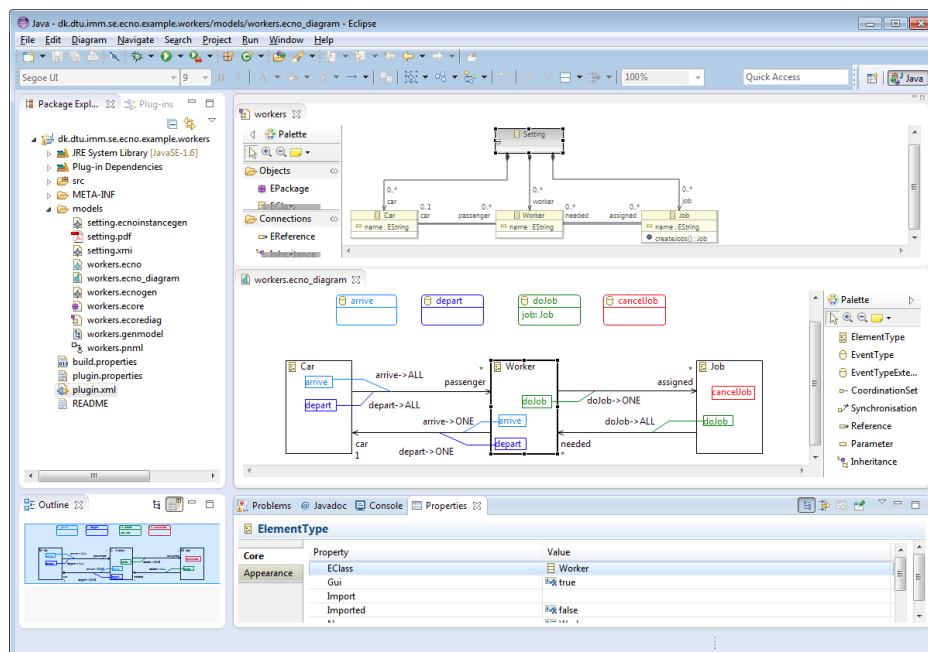 Java - dk.dtu.imm.se.ecno.example.workers/models/workers.ecno_diagram - Eclipse
File Edit Diagram Navigate Search Project Run Window Help
Segoe UI 9 B I A 100% Quick Access Java
Package Expl... Plug-ins
dk.dtu.imm.se.ecno.example.workers
JRE System Library [JavaSE-1.6]
Plug-in Dependencies
src
META-INF
models
setting.ecnoinstancegen
setting.pdf
setting.xmi
workers.ecno
workers.ecno_diagram
workers.ecnogen
workers.ecore
workers.ecorediag
workers.genmodel
workers.pnml
build.properties
plugin.properties
plugin.xml
README
workers
Palette
Objects
EPackage
EClass
Connections
EReference
Inheritance
Setting
0..* 0..* 0..*
car worker job
0..1 0..* 0..* 0..*
Car car passenger Worker needed assigned Job
name : EString name : EString name : EString
createJobs() : Job
workers.ecno_diagram
arrive depart doJob cancelJob
job: Job
Car * Worker * Job
arrive arrive->ALL passenger assigned cancelJob
depart depart->ALL doJob doJob->ONE
arrive->ONE arrive doJob->ALL doJob
car depart->ONE depart needed
1 *
Palette
ElementType
EventType
EventTypeExte...
CoordinationSet
Synchronisation
Reference
Parameter
Inheritance
Outline
Problems Javadoc Console Properties
ElementType
Core
Appearance
Property Value
EClass Worker
Gui true
Import
Imported false